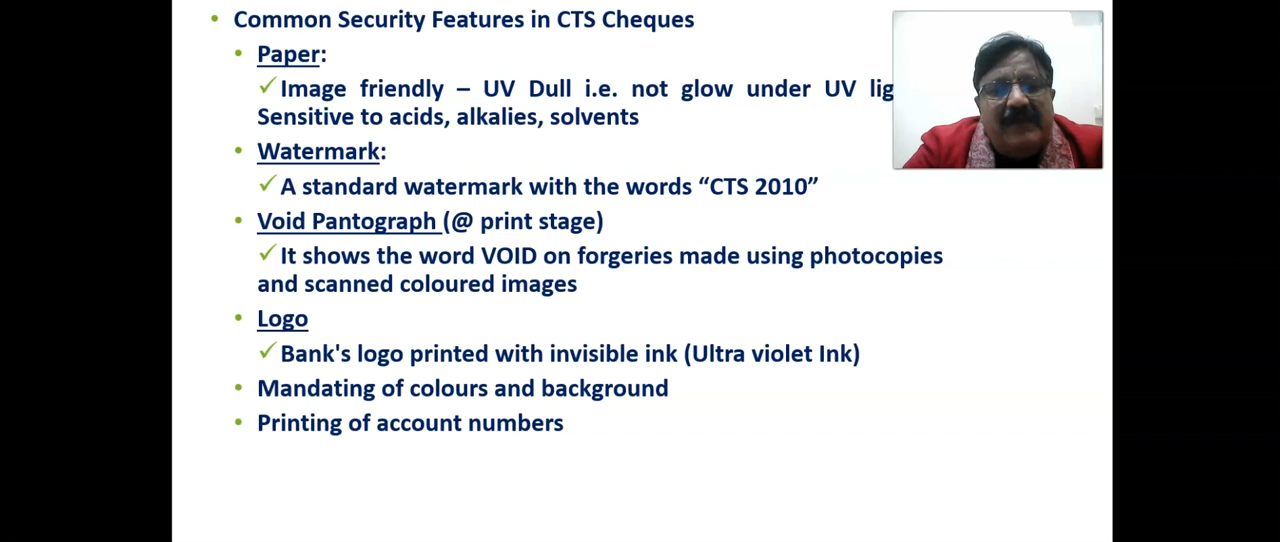 Common Security Features in CTS Cheques
Paper:
Image friendly – UV Dull i.e. not glow under UV
Sensitive to acids, alkalies, solvents
Watermark:
A standard watermark with the words “CTS 2010”
Void Pantograph (@ print stage)
It shows the word VOID on forgeries made using photocopies
and scanned coloured images
Logo
Bank's logo printed with invisible ink (Ultra violet Ink)
Mandating of colours and background
Printing of account numbers